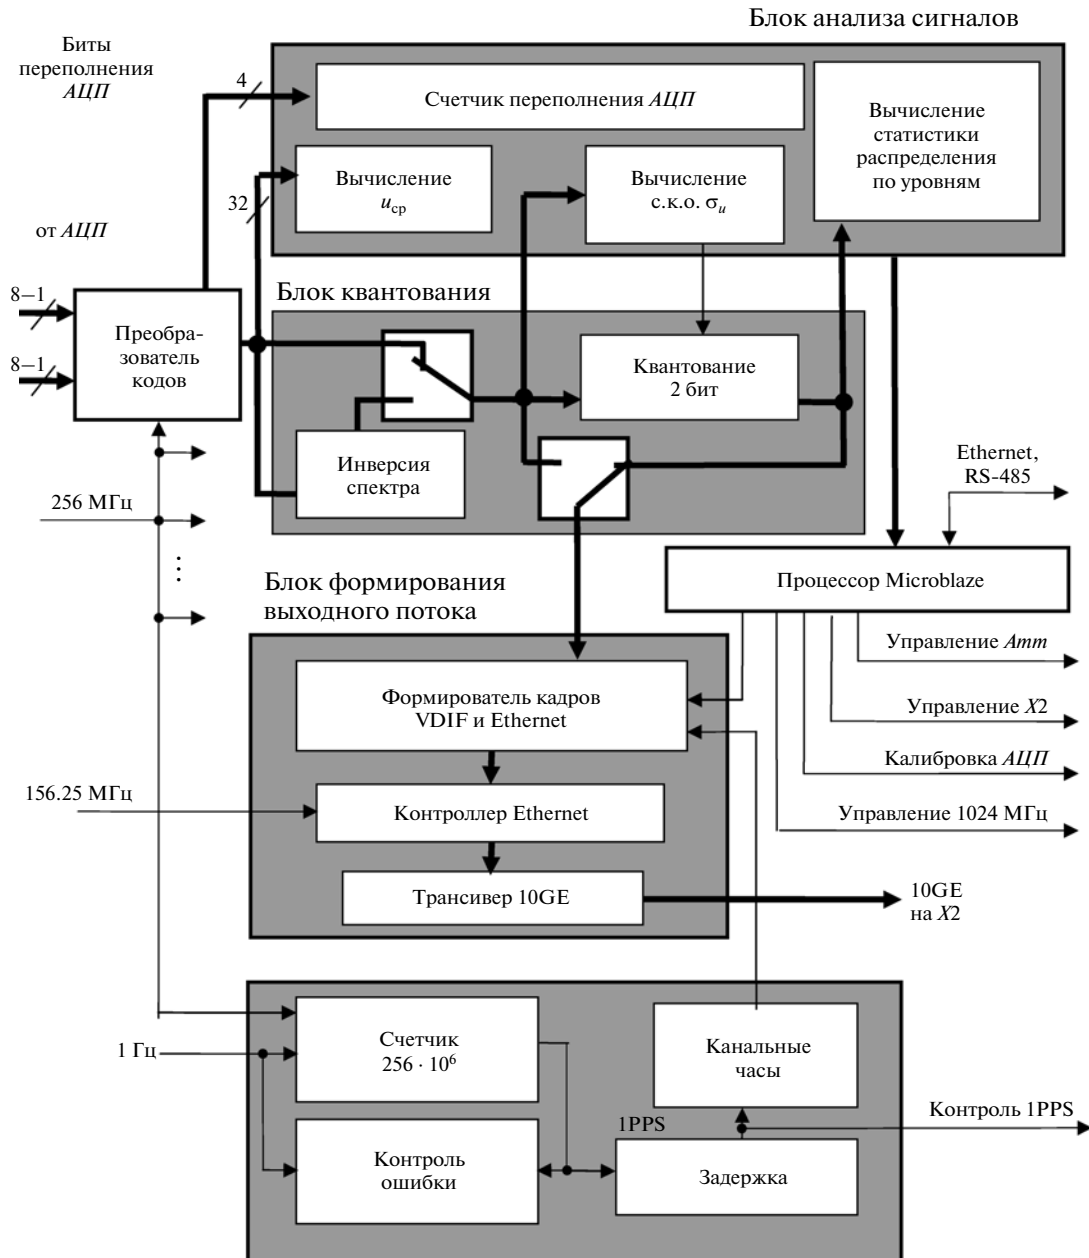 Блок анализа сигналов
Биты
переполнения
АЦП
4
Счетчик переполнения АЦП
Вычисление
статистики
распределения
по уровням
Вычисление
uср
Вычисление
с.к.о. σu
32
от АЦП
8–1
8–1
Преобра-
зователь
кодов
Блок квантования
Квантование
2 бит
Инверсия
спектра
Ethernet,
RS-485
256 МГц
...
Процессор Microblaze
Блок формирования
выходного потока
Управление Атт
Формирователь кадров
VDIF и Ethernet
Управление X2
Калибровка АЦП
156.25 МГц
Контроллер Ethernet
Управление 1024 МГц
Трансивер 10GE
10GE
на X2
1 Гц
Счетчик
256 · 10⁶
Канальные
часы
Контроль 1PPS
1PPS
Контроль
ошибки
Задержка